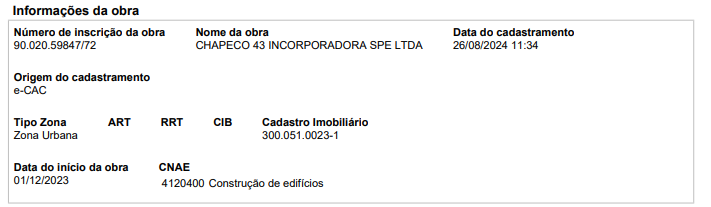 Informações da obra
Número de inscrição da obra Nome da obra Data do cadastramento
90.020.59847/72 CHAPECO 43 INCORPORADORA SPE LTDA 26/08/2024 11:34
Origem do cadastramento
e-CAC
Tipo Zona ART RRT CIB Cadastro Imobiliário
Zona Urbana 300.051.0023-1
Data do início da obra CNAE
01/12/2023 4120400 Construção de edifícios